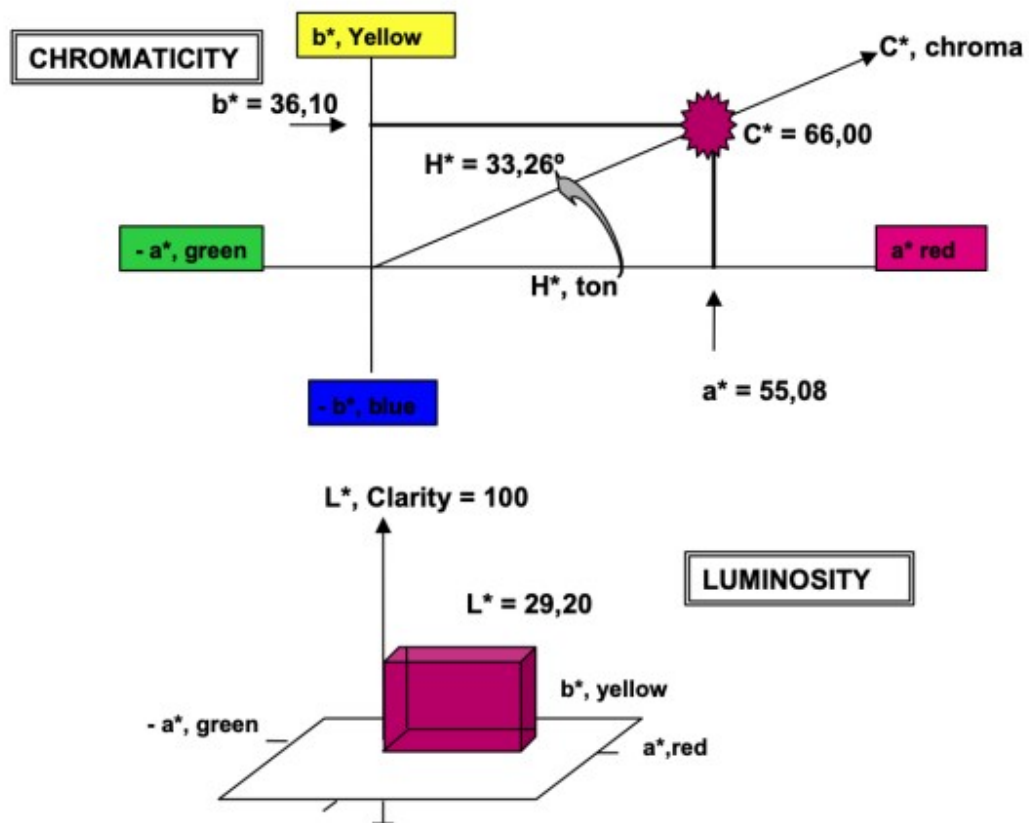 CHROMATICITY
b*, Yellow
C*, chroma
b* = 36,10
C* = 66,00
H* = 33,26º
- a*, green
a* red
H*, ton
- b*, blue
a* = 55,08
L*, Clarity = 100
LUMINOSITY
L* = 29,20
b*, yellow
- a*, green
a*,red